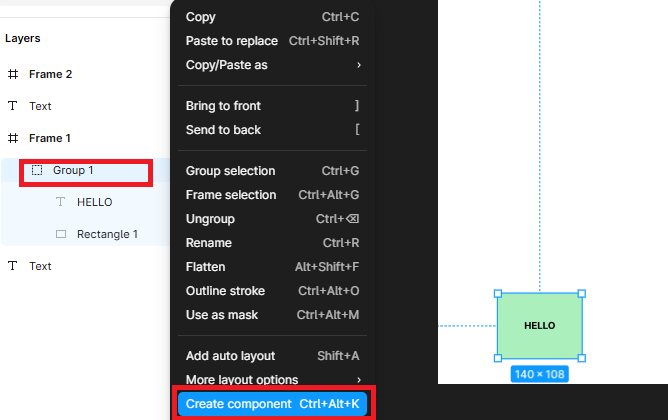 Layers
Frame 2
Text
Frame 1
Group 1
HELLO
Rectangle 1
Text
Copy Ctrl+C
Paste to replace Ctrl+Shift+R
Copy/Paste as
Bring to front ]
Send to back [
Group selection Ctrl+G
Frame selection Ctrl+Alt+G
Ungroup Ctrl+⌫
Rename Ctrl+R
Flatten Alt+Shift+F
Outline stroke Ctrl+Alt+O
Use as mask Ctrl+Alt+M
Add auto layout Shift+A
More layout options
Create component Ctrl+Alt+K
HELLO
140 × 108